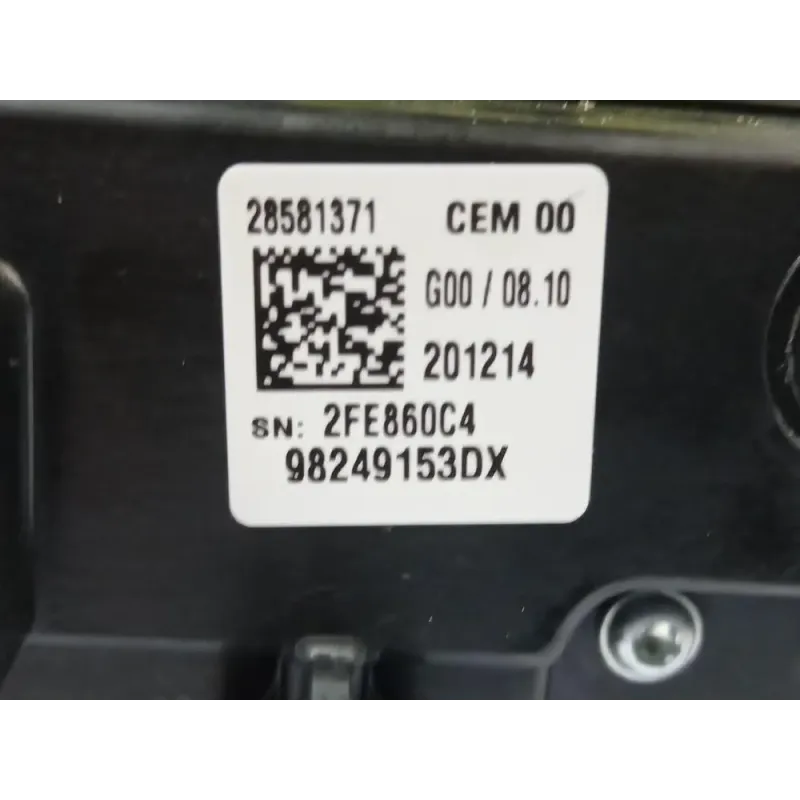 28581371 CEM 00
G00 / 08.10
201214
SN: 2FE860C4
98249153DX